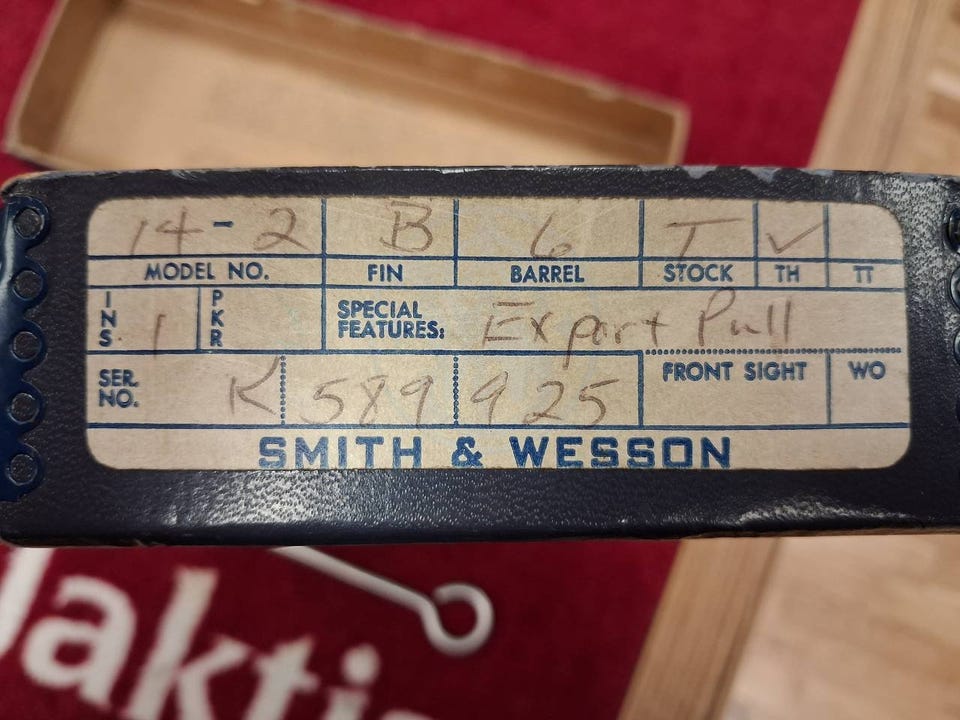 14-2 B 6 T ✓
MODEL NO. FIN BARREL STOCK TH TT
INS. 1 PKR SPECIAL FEATURES: Export Pull
FRONT SIGHT WO
SER. NO. K 589 925
SMITH & WESSON
Jakti